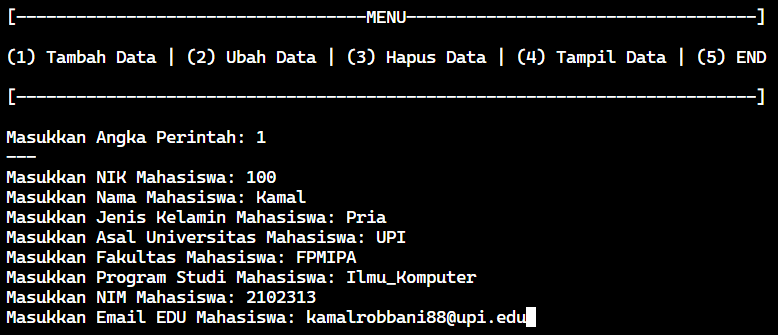 [-----------------------------------MENU-----------------------------------]
(1) Tambah Data | (2) Ubah Data | (3) Hapus Data | (4) Tampil Data | (5) END
[--------------------------------------------------------------------------]
Masukkan Angka Perintah: 1
---
Masukkan NIK Mahasiswa: 100
Masukkan Nama Mahasiswa: Kamal
Masukkan Jenis Kelamin Mahasiswa: Pria
Masukkan Asal Universitas Mahasiswa: UPI
Masukkan Fakultas Mahasiswa: FPMIPA
Masukkan Program Studi Mahasiswa: Ilmu_Komputer
Masukkan NIM Mahasiswa: 2102313
Masukkan Email EDU Mahasiswa: kamalrobbani88@upi.edu